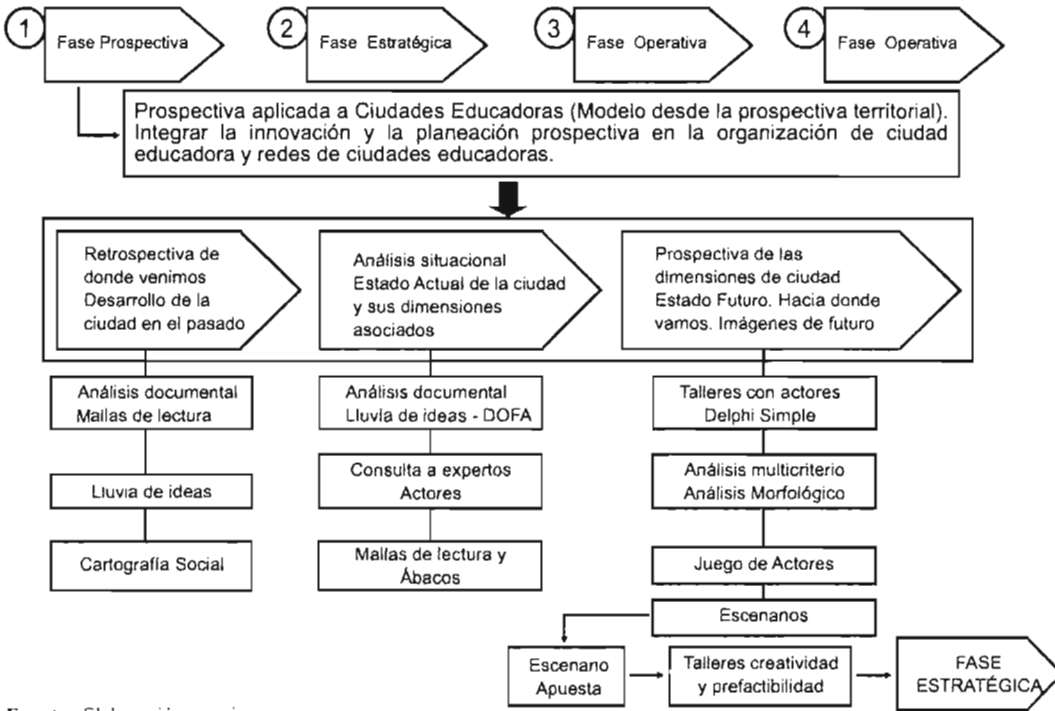 1
Fase Prospectiva
2
Fase Estratégica
3
Fase Operativa
4
Fase Operativa
Prospectiva aplicada a Ciudades Educadoras (Modelo desde la prospectiva territorial).
Integrar la innovación y la planeación prospectiva en la organización de ciudad
educadora y redes de ciudades educadoras.
Retrospectiva de
donde venimos
Desarrollo de la
ciudad en el pasado
Análisis situacional
Estado Actual de la ciudad
y sus dimensiones
asociados
Prospectiva de las
dimensiones de ciudad
Estado Futuro. Hacia donde
vamos. Imágenes de futuro
Análisis documental
Mallas de lectura
Lluvia de ideas
Cartografía Social
Análisis documental
Lluvia de ideas - DOFA
Consulta a expertos
Actores
Mallas de lectura y
Ábacos
Talleres con actores
Delphi Simple
Análisis multicriterio
Análisis Morfológico
Juego de Actores
Escenarios
Escenario
Apuesta
Talleres creatividad
y prefactibilidad
FASE
ESTRATÉGICA